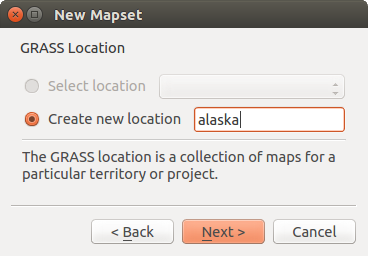 New Mapset
GRASS Location
Select location
Create new location alaska
The GRASS location is a collection of maps for a
particular territory or project.
< Back Next > Cancel